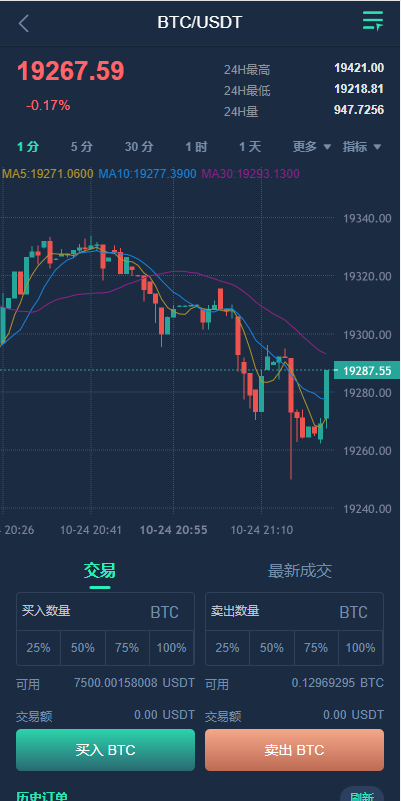 BTC/USDT
19267.59
-0.17%
24H最高 19421.00
24H最低 19218.81
24H量 947.7256
1 分 5 分 30 分 1 时 1 天 更多 指标
MA5:19271.0600 MA10:19277.3900 MA30:19293.1300
19340.00
19320.00
19300.00
19287.55
19280.00
19260.00
19240.00
20:26 10-24 20:41 10-24 20:55 10-24 21:10
交易 最新成交
买入数量 BTC 卖出数量 BTC
25% 50% 75% 100% 25% 50% 75% 100%
可用 7500.00158008 USDT 可用 0.12969295 BTC
交易额 0.00 USDT 交易额 0.00 USDT
买入 BTC 卖出 BTC
历史订单 刷新